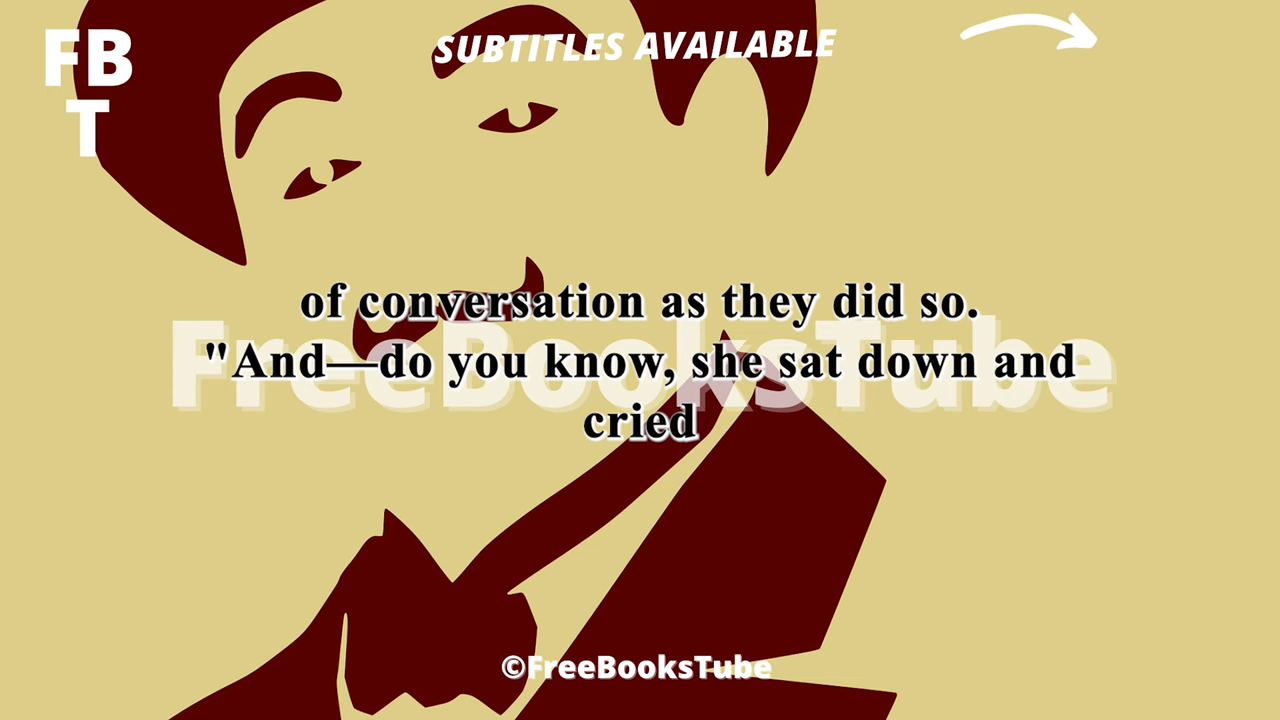 FB
T
SUBTITLES AVAILABLE
of conversation as they did so.
"And—do you know, she sat down and
cried
FreeBooksTube
©FreeBooksTube